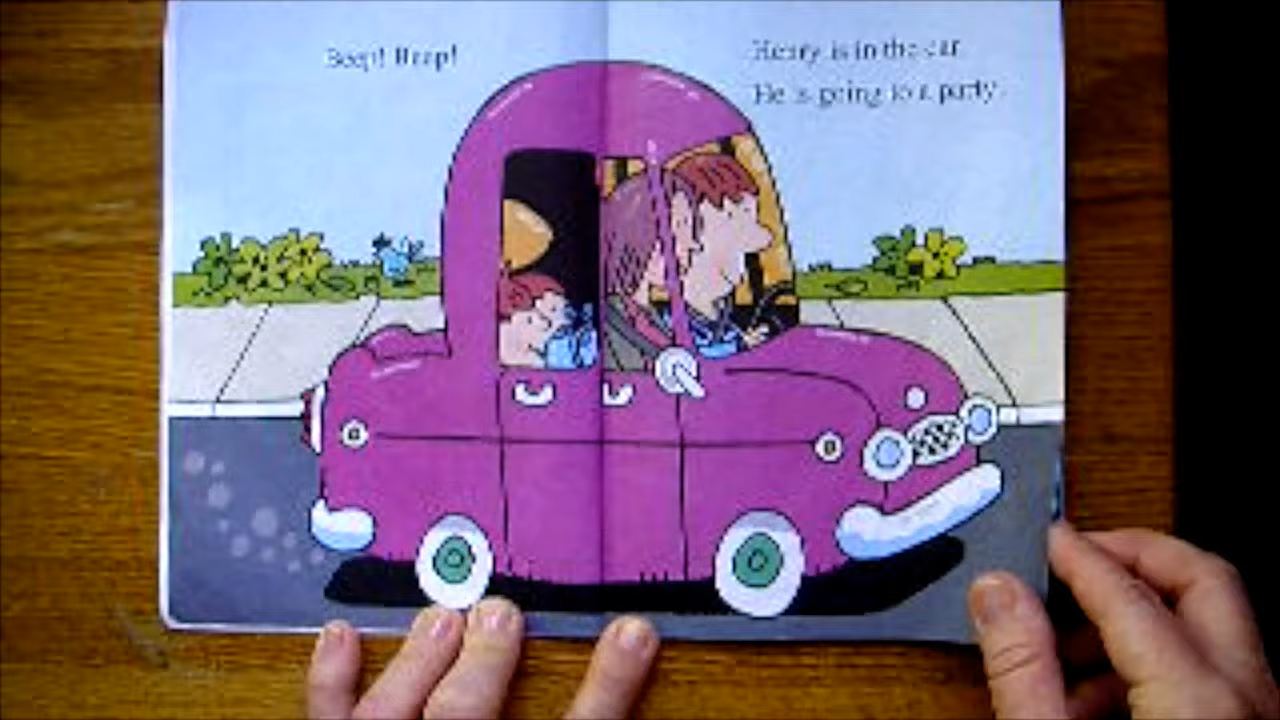 Beep! Beep!
Henry is in the car.
He is going to a party.